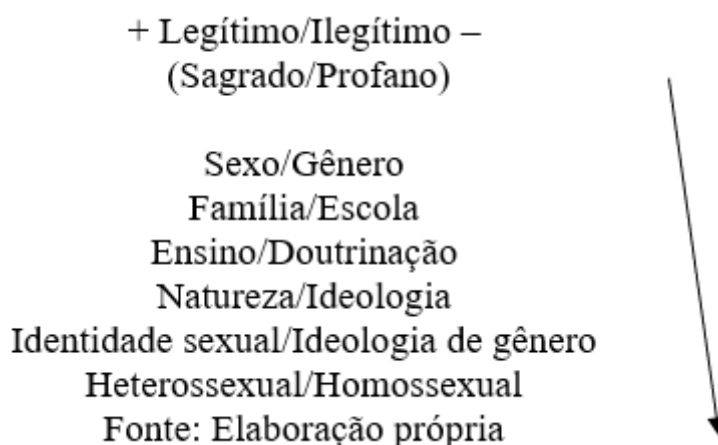 + Legítimo/Ilegítimo –
(Sagrado/Profano)
Sexo/Gênero
Família/Escola
Ensino/Doutrinação
Natureza/Ideologia
Identidade sexual/Ideologia de gênero
Heterossexual/Homossexual
Fonte: Elaboração própria